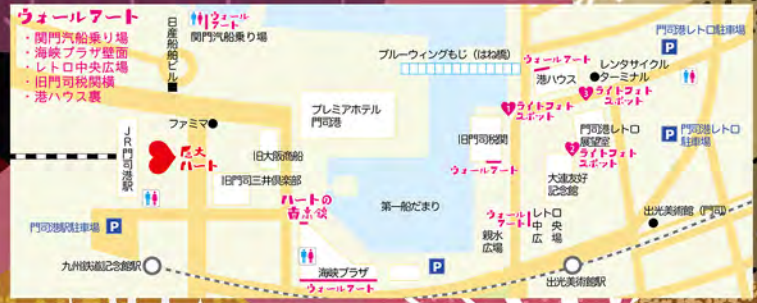 ウォールアート
・関門汽船乗り場
・海峡プラザ壁面
・レトロ中央広場
・旧門司税関横
・港ハウス裏
日産船舶ビル
ウォールアート
関門汽船乗り場
ブルーウィングもじ（はね橋）
ウォールアート
港ハウス
レンタサイクル
ターミナル
門司港レトロ駐車場
P
1 ライトフォト
スポット
3 ライトフォト
スポット
ファミマ
プレミアホテル
門司港
旧門司税関
門司港レトロ
展望室
門司港レトロ
駐車場
P
JR門司港駅
巨大
ハート
旧大阪商船
旧門司三井倶楽部
ウォールアート
2 ライトフォト
スポット
大連友好
記念館
ハートの
第一船だまり
ウォール
アート
レトロ
中央
広場
親水
広場
出光美術館（門司）
門司港駅駐車場
P
九州鉄道記念館駅
海峡プラザ
ウォールアート
P
出光美術館駅